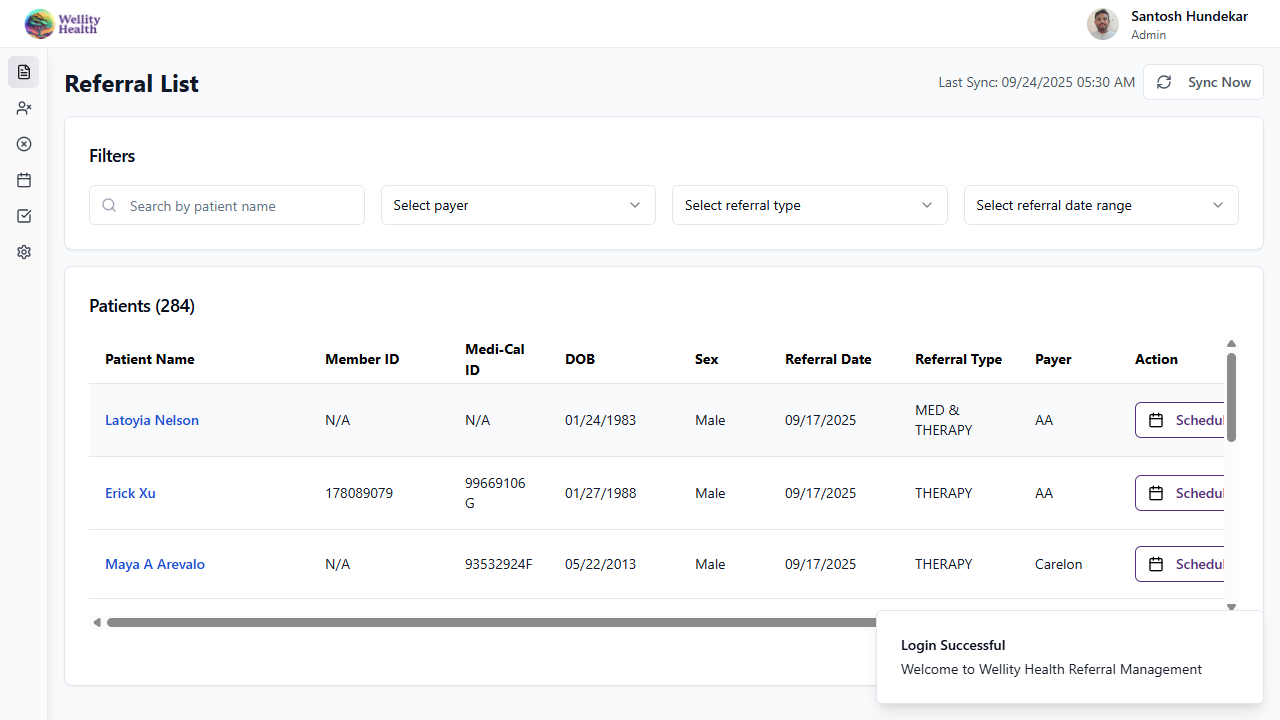 Wellity
Health
Santosh Hundekar
Admin
Referral List
Last Sync: 09/24/2025 05:30 AM
Sync Now
Filters
Search by patient name
Select payer
Select referral type
Select referral date range
Patients (284)
Patient Name Member ID Medi-Cal ID DOB Sex Referral Date Referral Type Payer Action
Latoyia Nelson N/A N/A 01/24/1983 Male 09/17/2025 MED & THERAPY AA Schedul
Erick Xu 178089079 99669106G 01/27/1988 Male 09/17/2025 THERAPY AA Schedul
Maya A Arevalo N/A 93532924F 05/22/2013 Male 09/17/2025 THERAPY Carelon Schedul
Login Successful
Welcome to Wellity Health Referral Management